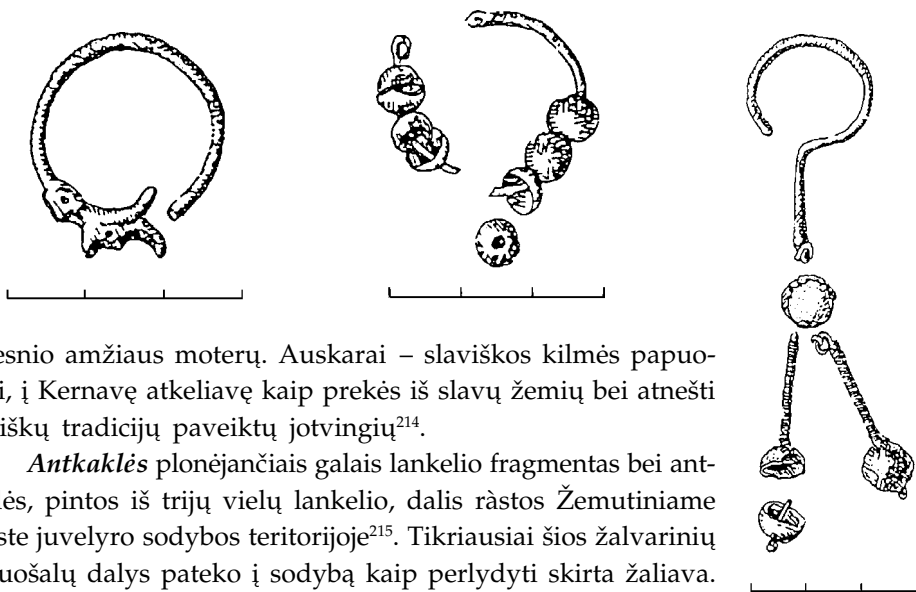 esnio amžiaus moterų. Auskarai – slaviškos kilmės papuo-
i, į Kernavę atkeliavę kaip prekės iš slavų žemių bei atnešti
iškų tradicijų paveiktų jotvingių214.
Antkaklės plonėjančiais galais lankelio fragmentas bei ant-
lės, pintos iš trijų vielų lankelio, dalis ràstos Žemutiniame
ste juvelyro sodybos teritorijoje215. Tikriausiai šios žalvarinių
uošalų dalys pateko į sodybą kaip perlydyti skirta žaliava.